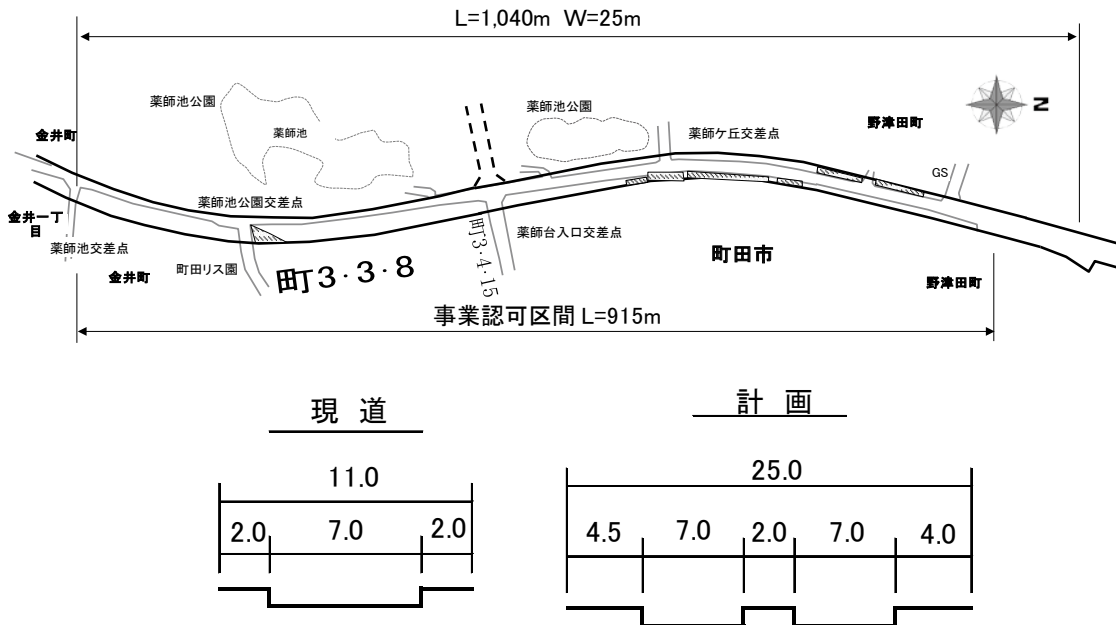 L=1,040m W=25m
薬師池公園
薬師池
薬師池公園
薬師ケ丘交差点
野津田町
N
金井町
GS
薬師池公園交差点
金井一丁
目
薬師池交差点
金井町
町田リス園
町3・3・8
町3・4・15
薬師台入口交差点
町田市
野津田町
事業認可区間 L=915m
現 道
計 画
11.0
2.0
7.0
2.0
25.0
4.5
7.0
2.0
7.0
4.0